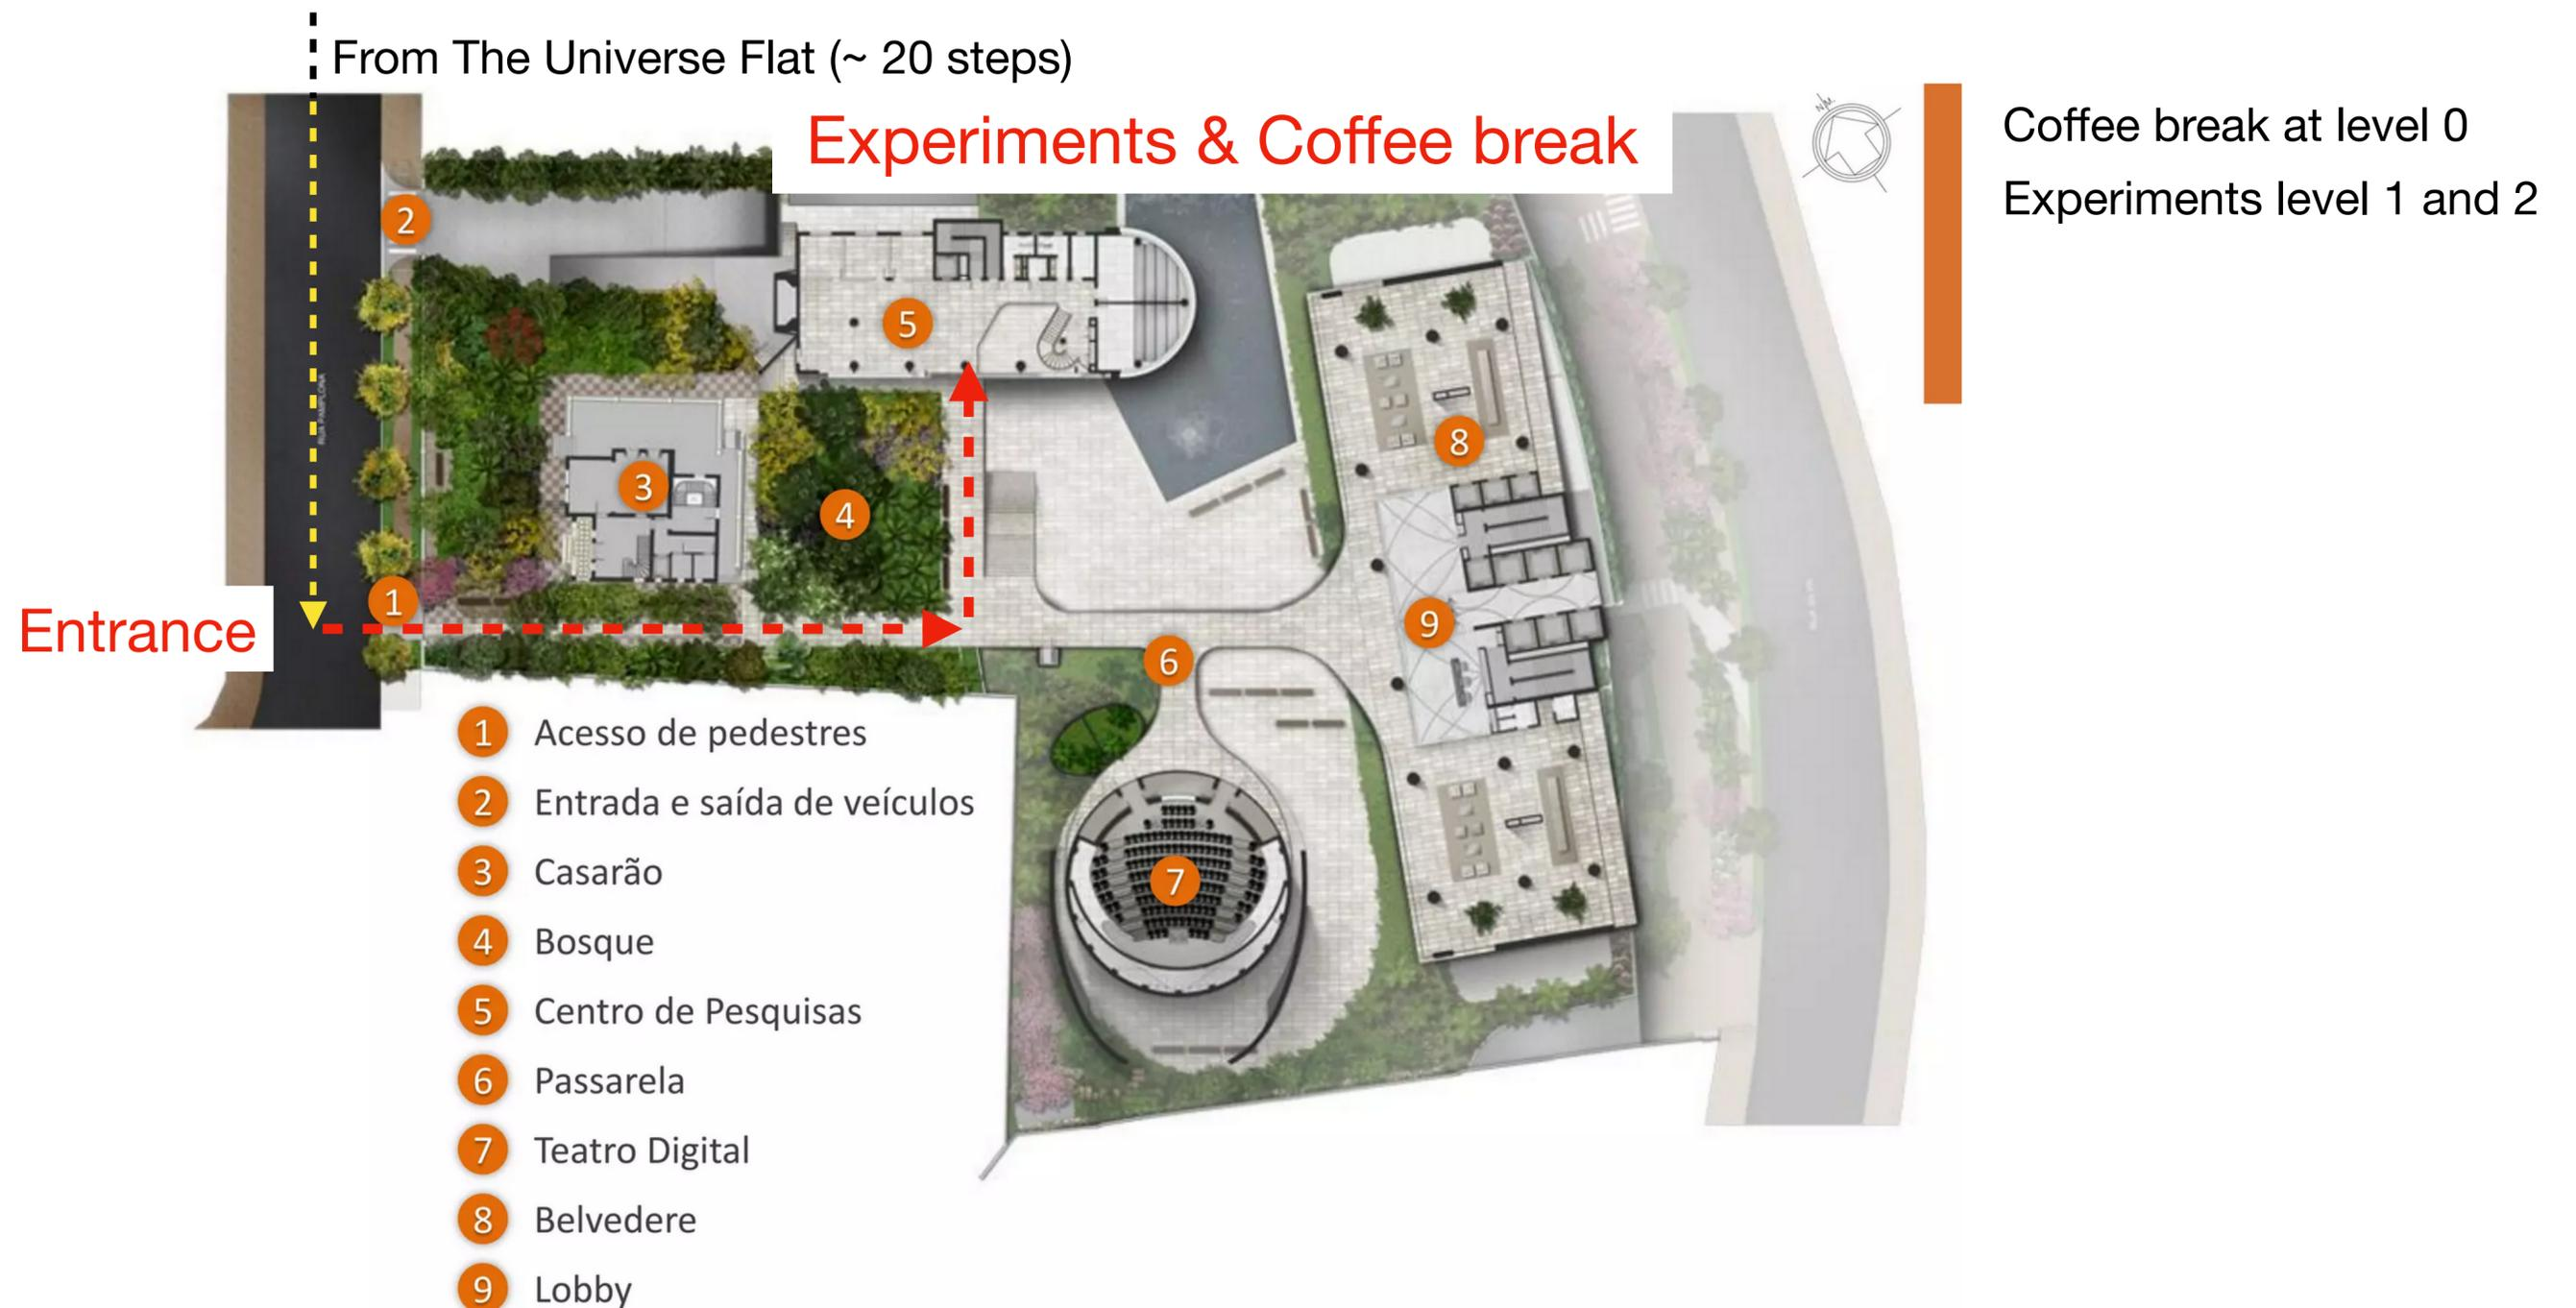 From The Universe Flat (~ 20 steps)
Experiments & Coffee break
N/M.
Coffee break at level 0
Experiments level 1 and 2
2
5
RUA PAMPLONA
8
3
4
1
9
Entrance
6
7
1 Acesso de pedestres
2 Entrada e saída de veículos
3 Casarão
4 Bosque
5 Centro de Pesquisas
6 Passarela
7 Teatro Digital
8 Belvedere
9 Lobby